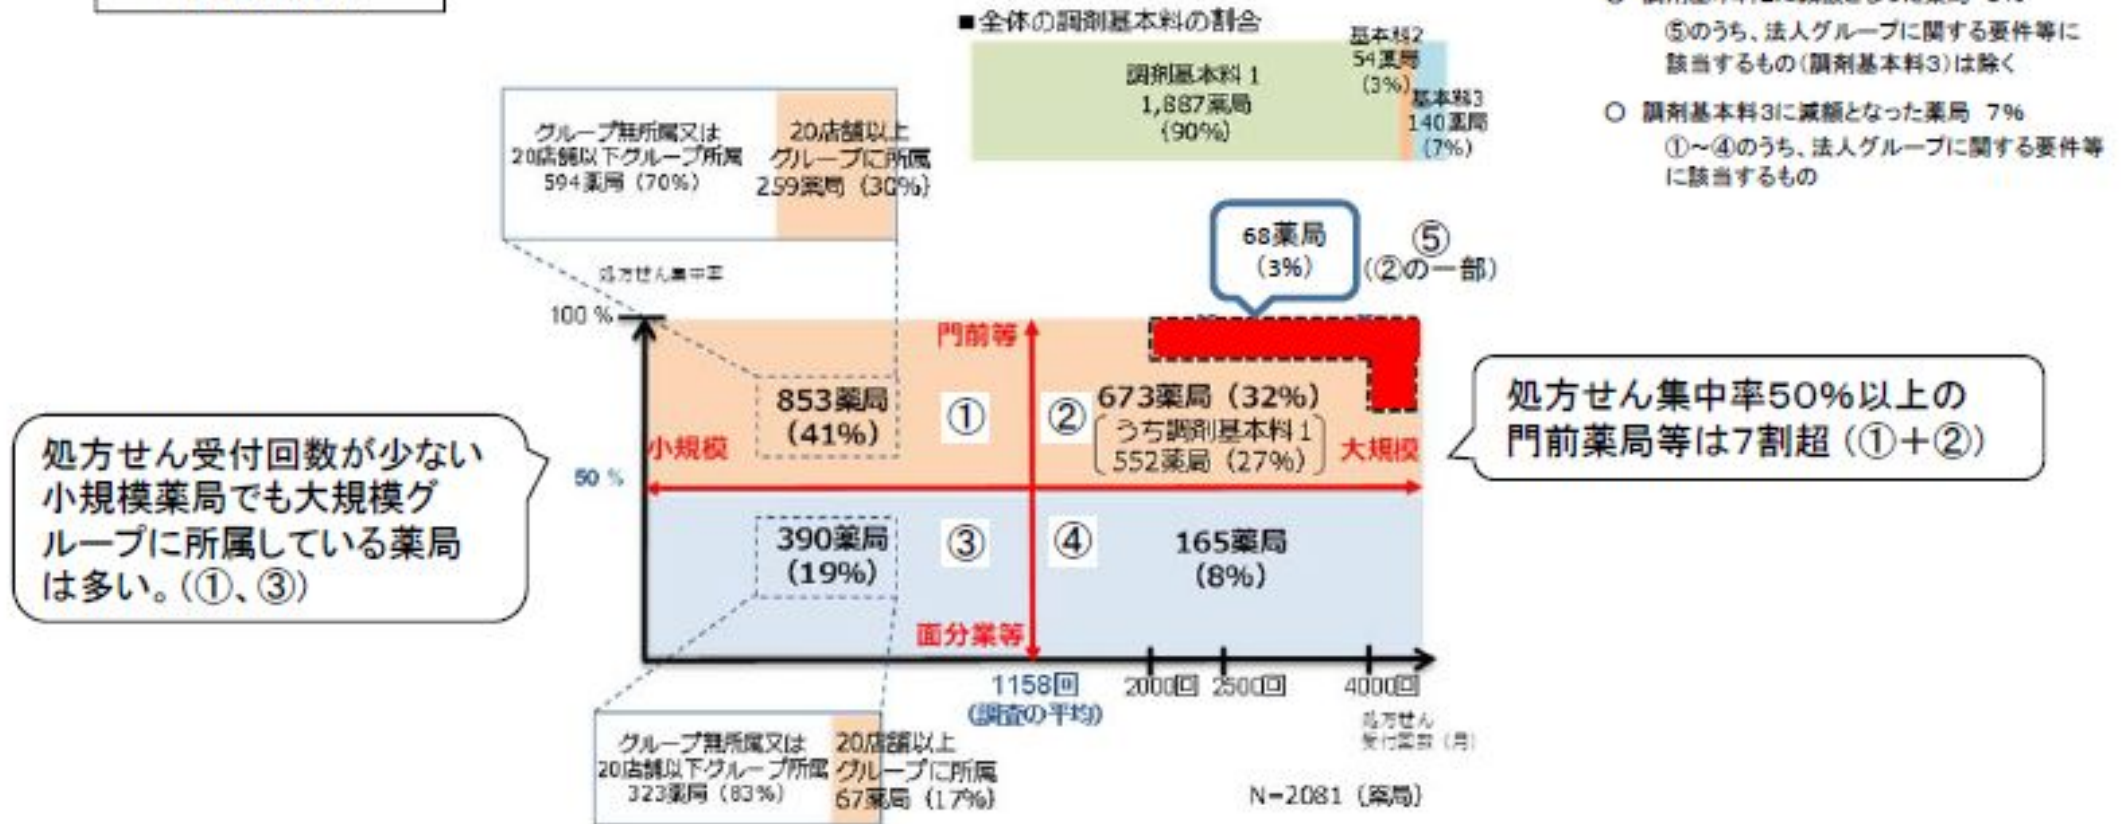 ■全体の調剤基本料の割合
調剤基本料1
1,887薬局
(90%)
基本料2
54薬局
(3%)
基本料3
140薬局
(7%)
⑤のうち、法人グループに関する要件等に
該当するもの(調剤基本料3)は除く
○ 調剤基本料3に減額となった薬局 7%
①~④のうち、法人グループに関する要件等
に該当するもの
グループ無所属又は
20店舗以下グループ所属
594薬局(70%)
20店舗以上
グループに所属
259薬局(30%)
68薬局
(3%)
⑤
(②の一部)
処方せん集中率
100 %
50 %
門前等
853薬局
(41%)
①
②
673薬局(32%)
うち調剤基本料1
552薬局(27%)
小規模
大規模
390薬局
(19%)
③
④
165薬局
(8%)
面分業等
1158回
(調査の平均)
2000回
2500回
4000回
処方せん
受付回数(月)
処方せん受付回数が少ない
小規模薬局でも大規模グ
ループに所属している薬局
は多い。(①、③)
処方せん集中率50%以上の
門前薬局等は7割超(①+②)
グループ無所属又は
20店舗以下グループ所属
323薬局(83%)
20店舗以上
グループに所属
67薬局(17%)
N=2081(薬局)